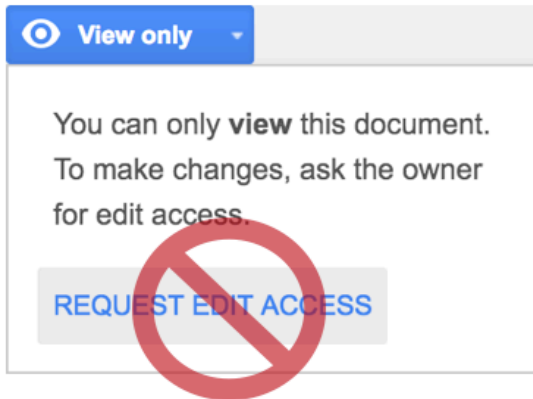 View only
You can only view this document.
To make changes, ask the owner
for edit access.
REQUEST EDIT ACCESS